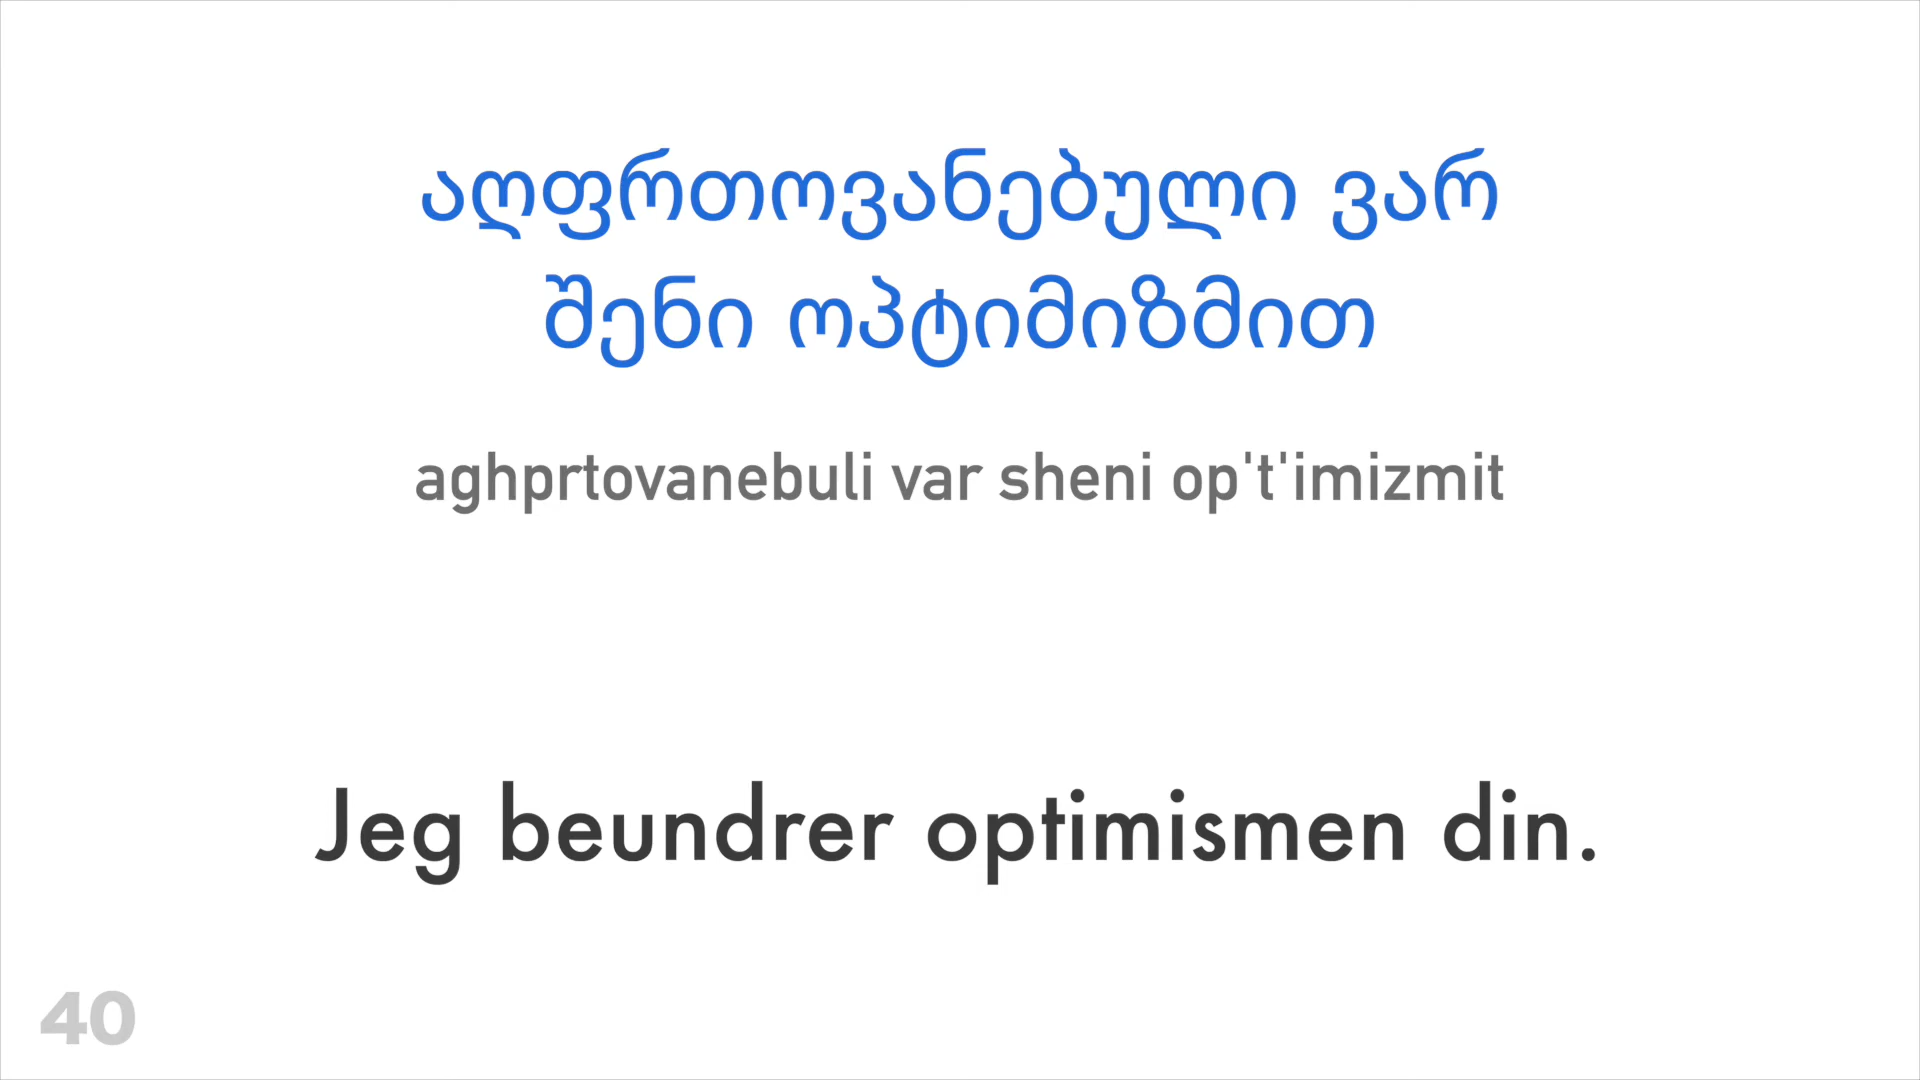 აღფრთოვანებული ვარ
შენი ოპტიმიზმით
aghprtovanebuli var sheni op't'imizmit
Jeg beundrer optimismen din.
40